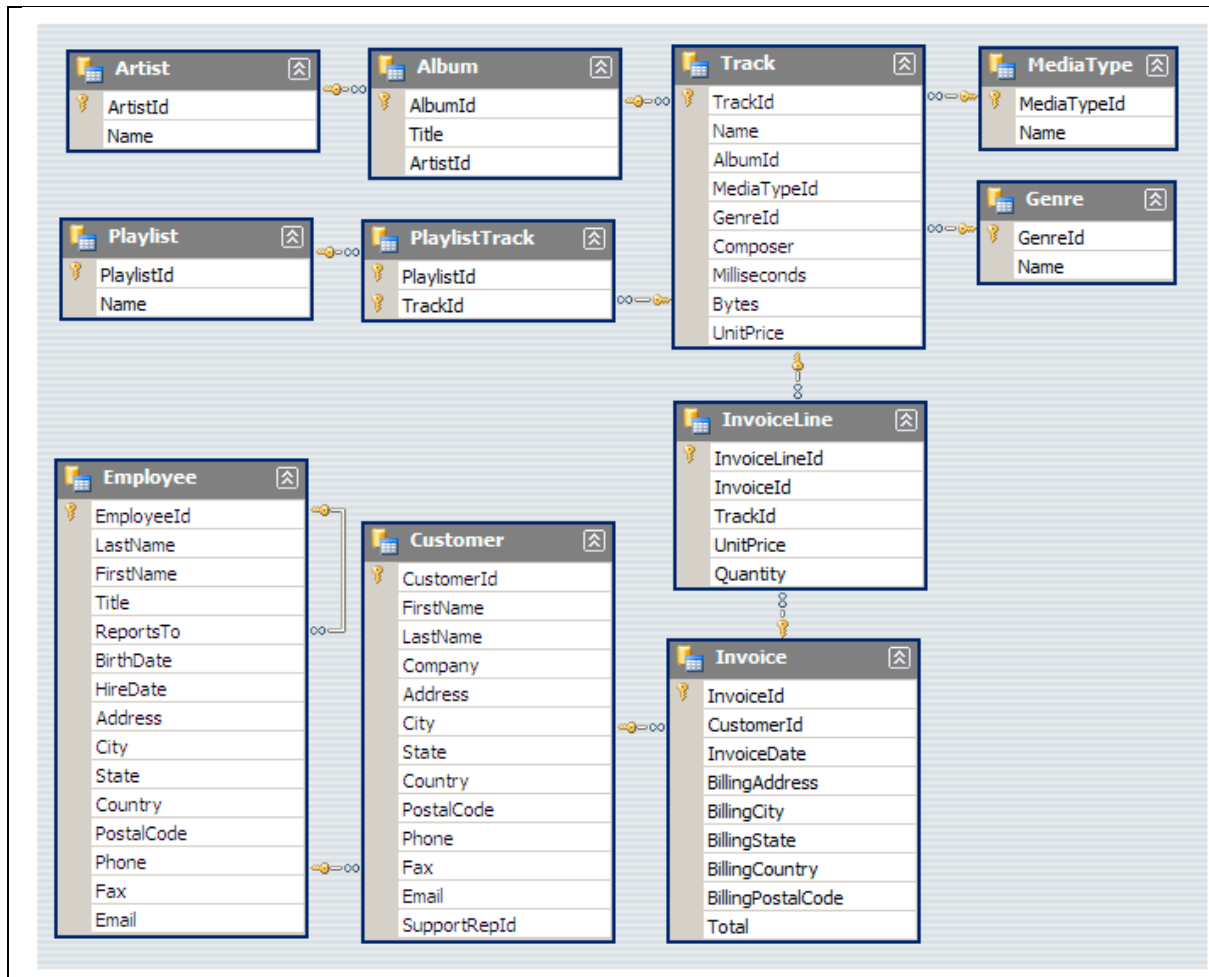 Artist
ArtistId
Name
Album
AlbumId
Title
ArtistId
Track
TrackId
Name
AlbumId
MediaTypeId
GenreId
Composer
Milliseconds
Bytes
UnitPrice
MediaType
MediaTypeId
Name
Genre
GenreId
Name
Playlist
PlaylistId
Name
PlaylistTrack
PlaylistId
TrackId
InvoiceLine
InvoiceLineId
InvoiceId
TrackId
UnitPrice
Quantity
Employee
EmployeeId
LastName
FirstName
Title
ReportsTo
BirthDate
HireDate
Address
City
State
Country
PostalCode
Phone
Fax
Email
Customer
CustomerId
FirstName
LastName
Company
Address
City
State
Country
PostalCode
Phone
Fax
Email
SupportRepId
Invoice
InvoiceId
CustomerId
InvoiceDate
BillingAddress
BillingCity
BillingState
BillingCountry
BillingPostalCode
Total